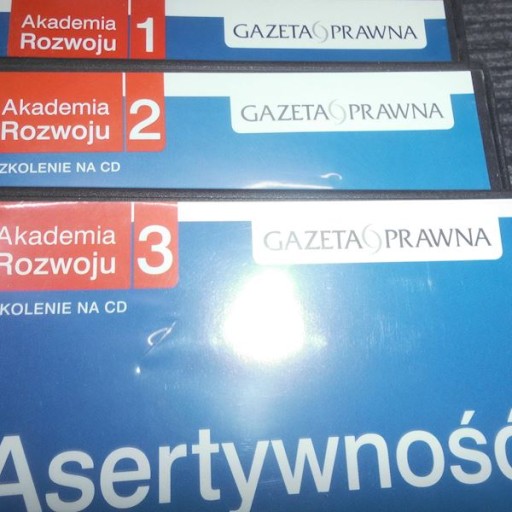 Akademia
Rozwoju
1
GAZETA PRAWNA
Akademia
Rozwoju
2
GAZETA PRAWNA
ZKOLENIE NA CD
Akademia
Rozwoju
3
GAZETA PRAWNA
KOLENIE NA CD
Asertywność